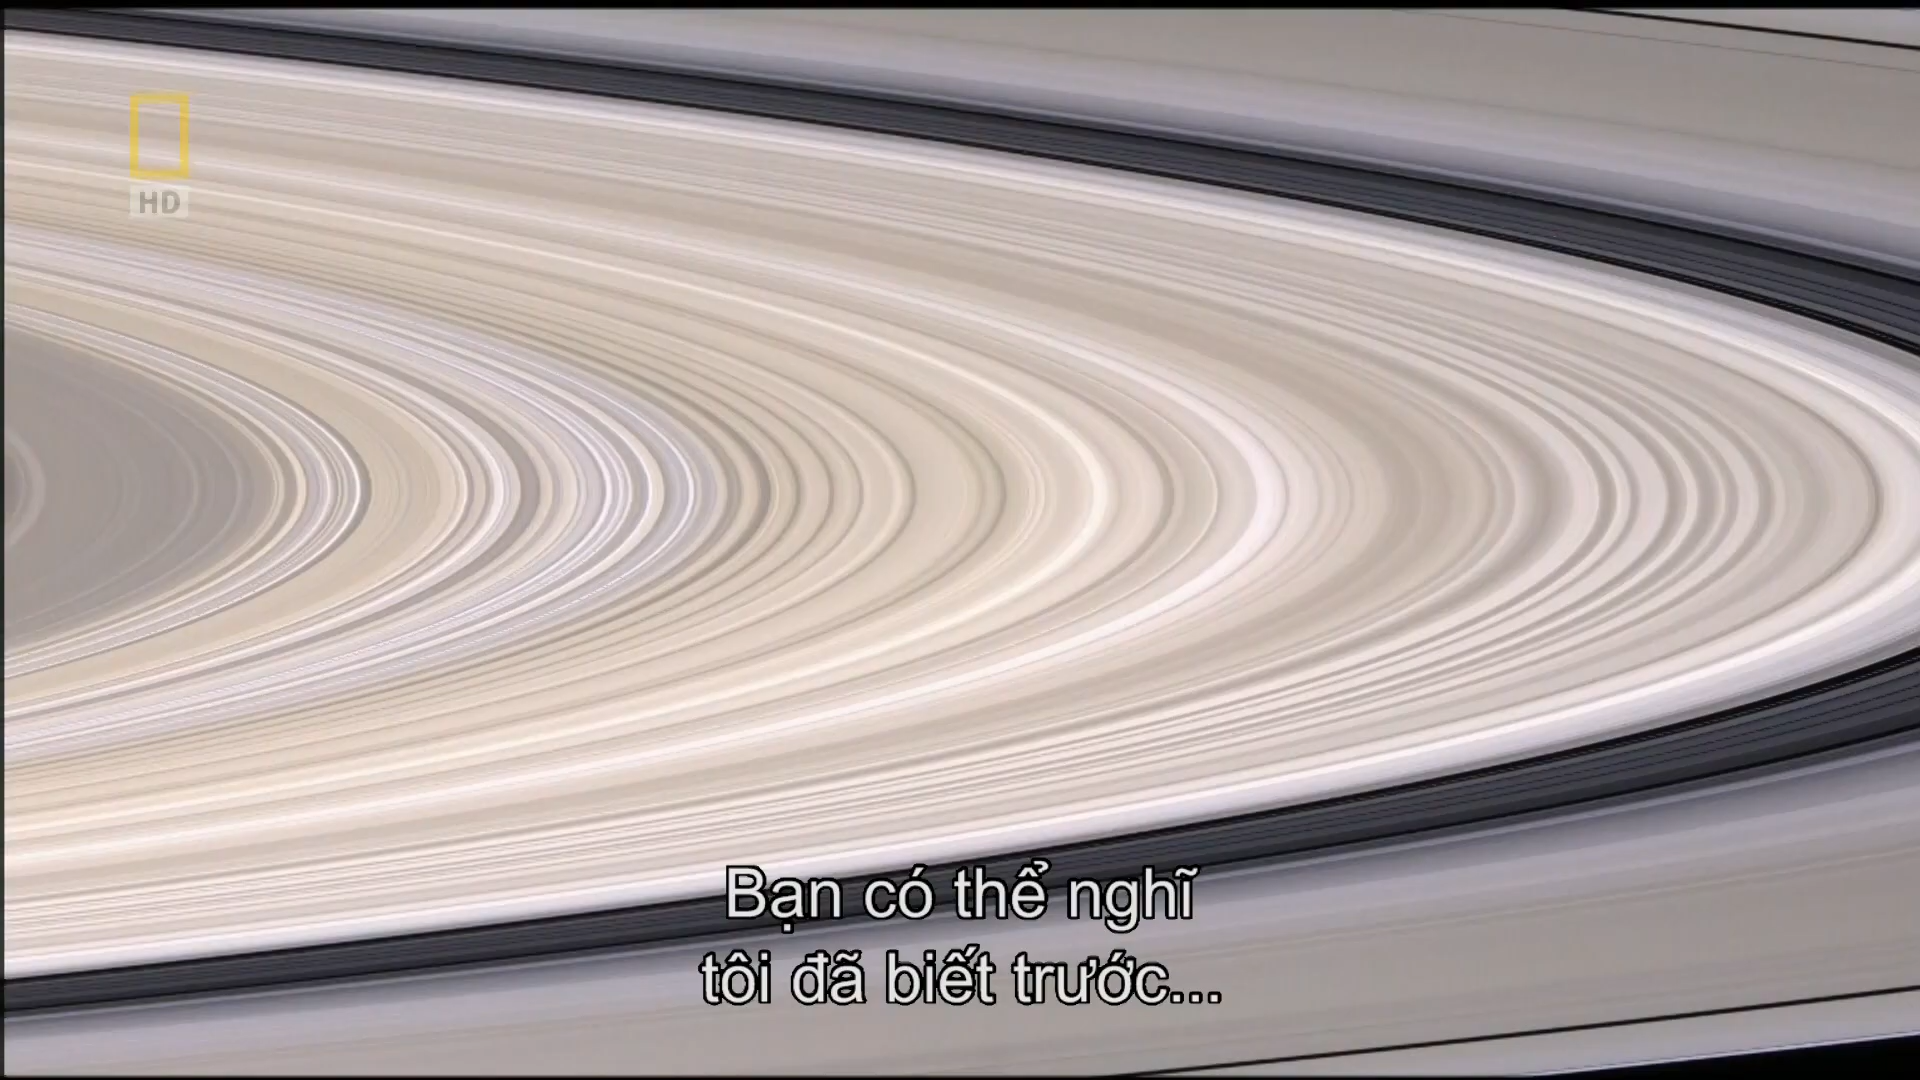 HD
Bạn có thể nghĩ
tôi đã biết trước...